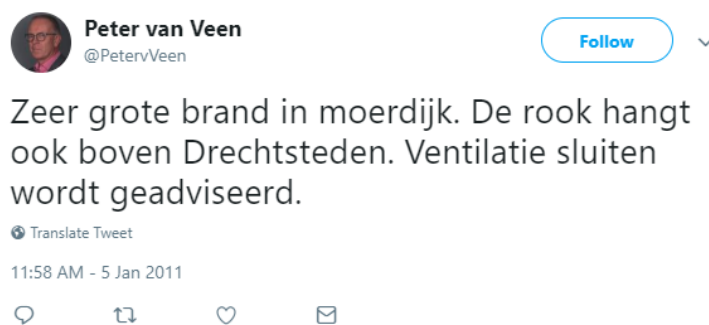 Peter van Veen
@PetervVeen
Follow
Zeer grote brand in moerdijk. De rook hangt
ook boven Drechtsteden. Ventilatie sluiten
wordt geadviseerd.
Translate Tweet
11:58 AM - 5 Jan 2011